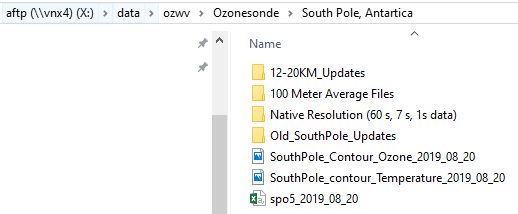 aftp (\\vnx4) (X:) > data > ozwv > Ozonesonde > South Pole, Antartica
Name
12-20KM_Updates
100 Meter Average Files
Native Resolution (60 s, 7 s, 1s data)
Old_SouthPole_Updates
SouthPole_Contour_Ozone_2019_08_20
SouthPole_contour_Temperature_2019_08_20
spo5_2019_08_20